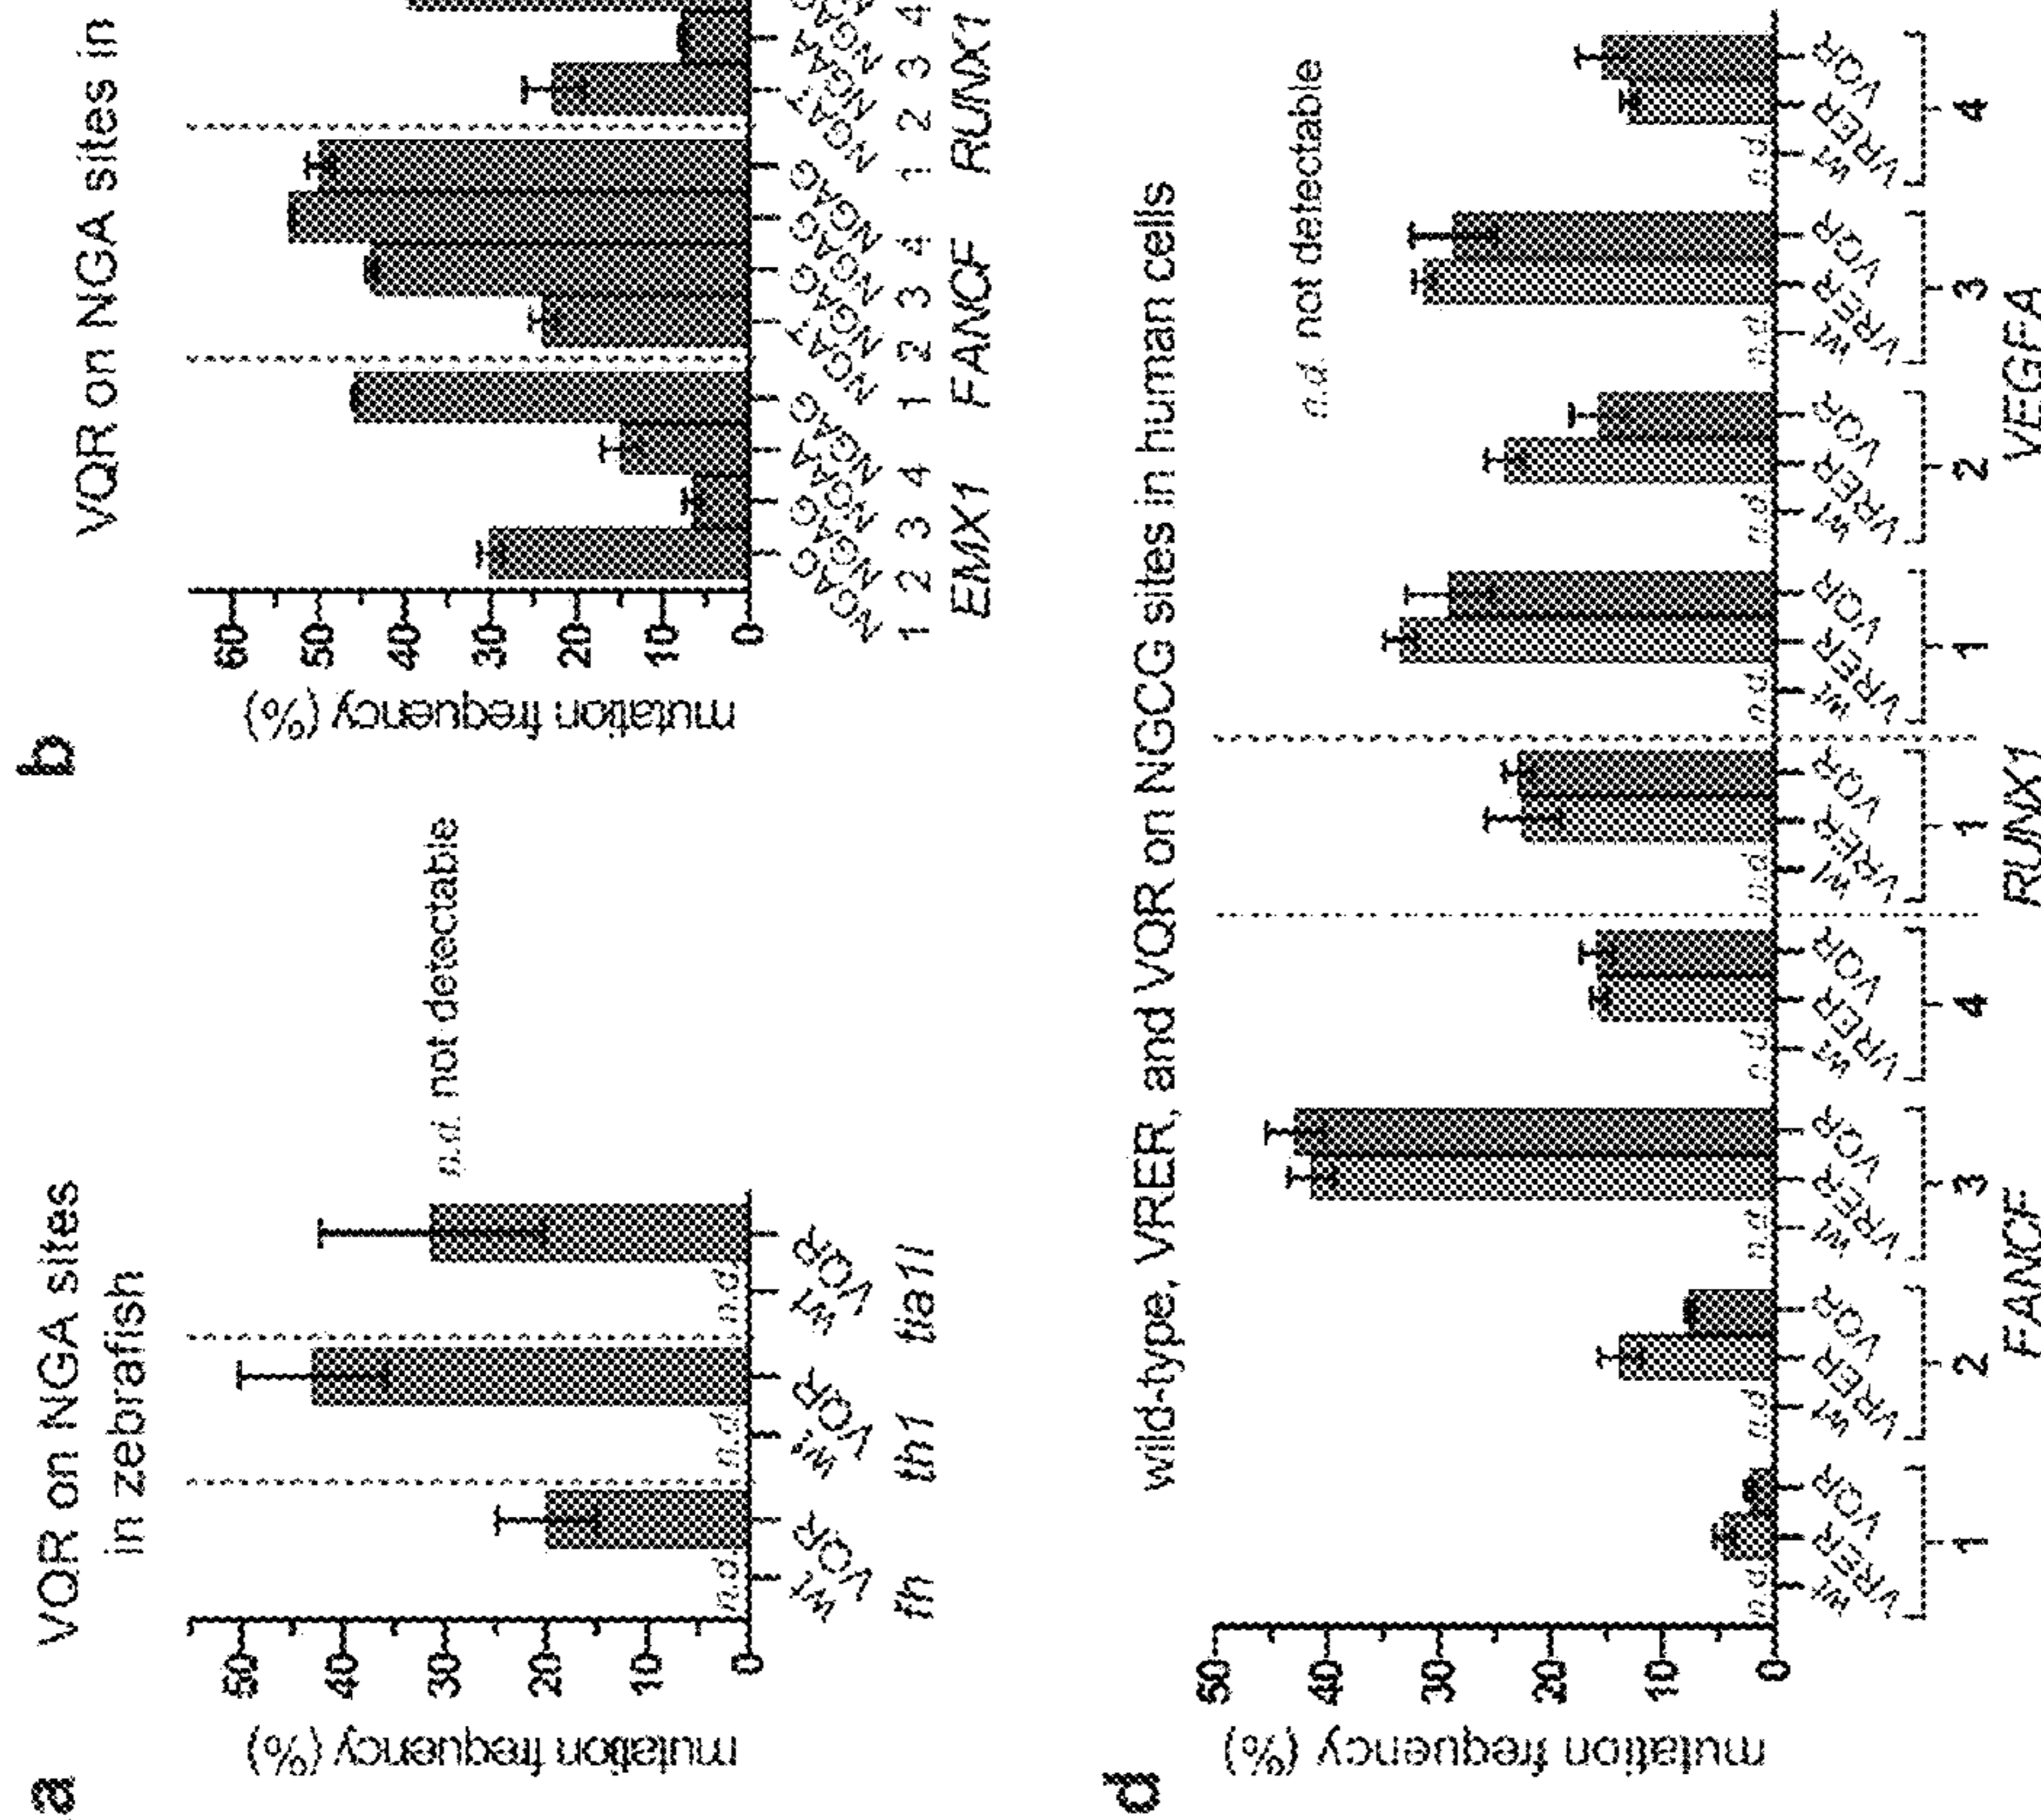 a
VQR on NGA sites
in zebrafish
mutation frequency (%)
50
40
30
20
10
0
n.d. not detectable
n.d. n.d. n.d.
wt VQR wt VQR wt VQR
fh th1 tia1l
b
VQR on NGA sites in
mutation frequency (%)
60
50
40
30
20
10
0
NGAG NGAG NGAA NGAG NGAT NGAG NGAG NGAG NGAT NGAA
1 2 3 4 1 2 3 4 1 2 3 4
EMX1 FANCF RUNX1
d
wild-type, VRER, and VQR on NGCG sites in human cells
mutation frequency (%)
50
40
30
20
10
0
n.d. not detectable
n.d. n.d. n.d. n.d. n.d. n.d. n.d. n.d. n.d.
wt VRER VQR wt VRER VQR wt VRER VQR wt VRER VQR wt VRER VQR wt VRER VQR wt VRER VQR wt VRER VQR wt VRER VQR
1 2 3 4 1 1 2 3 4
FANCF RUNX1 VEGFA